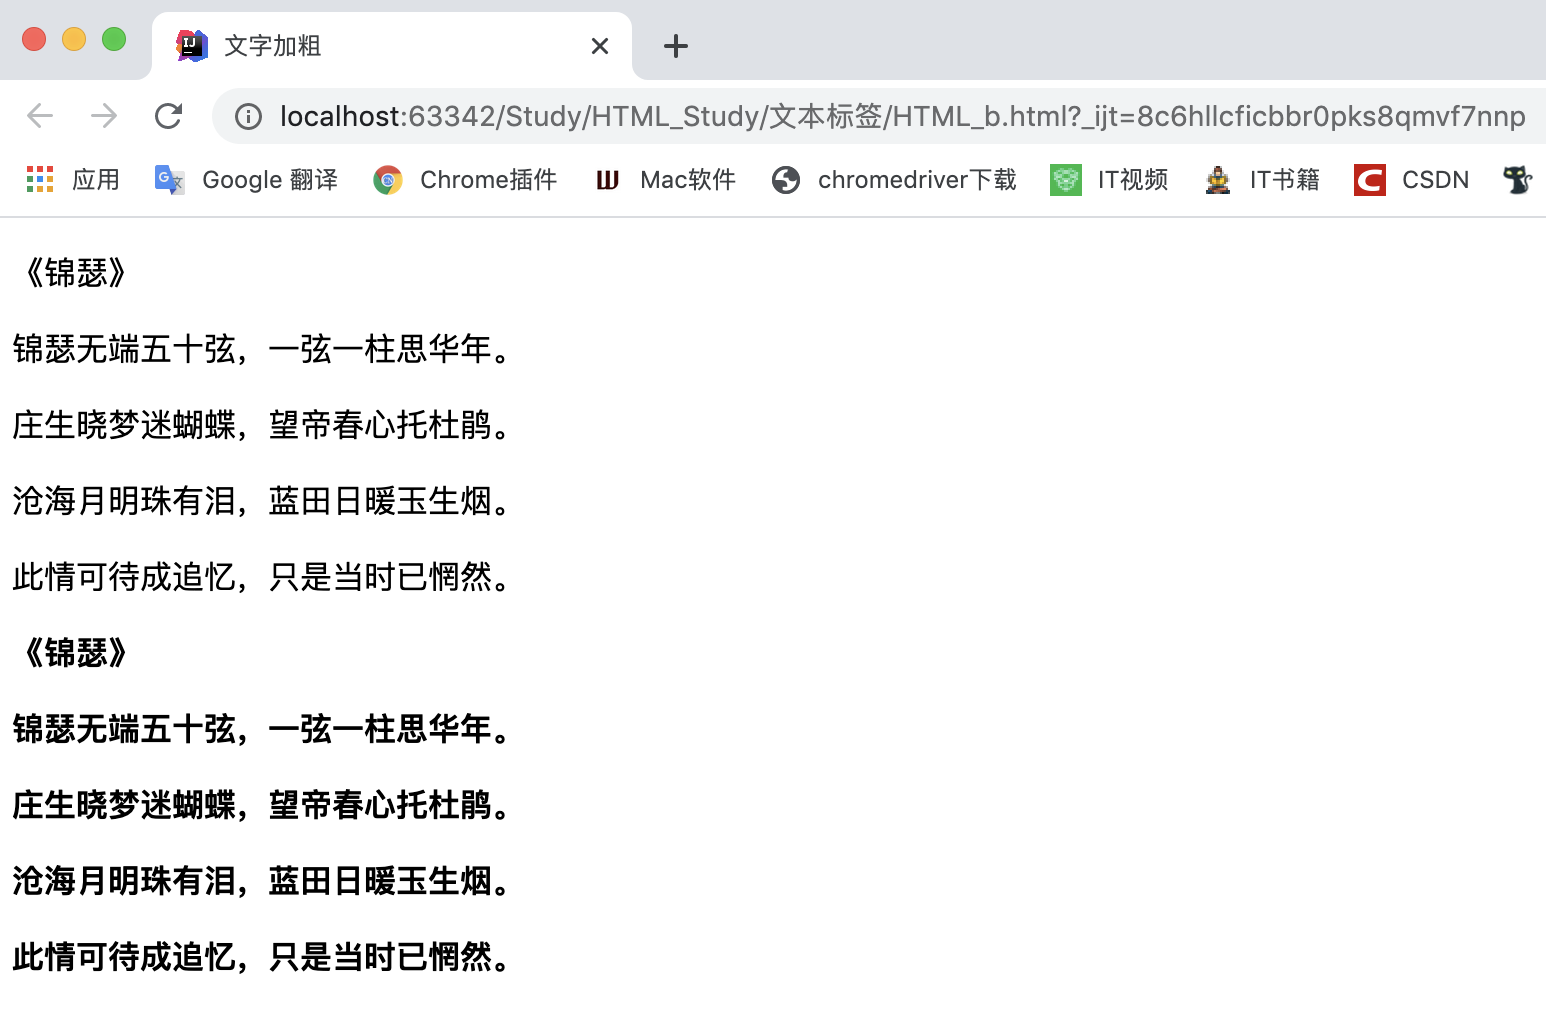 文字加粗
localhost:63342/Study/HTML_Study/文本标签/HTML_b.html?_ijt=8c6hllcficbbr0pks8qmvf7nnp
应用 Google 翻译 Chrome插件 Mac软件 chromedriver下载 IT视频 IT书籍 CSDN
《锦瑟》
锦瑟无端五十弦，一弦一柱思华年。
庄生晓梦迷蝴蝶，望帝春心托杜鹃。
沧海月明珠有泪，蓝田日暖玉生烟。
此情可待成追忆，只是当时已惘然。
《锦瑟》
锦瑟无端五十弦，一弦一柱思华年。
庄生晓梦迷蝴蝶，望帝春心托杜鹃。
沧海月明珠有泪，蓝田日暖玉生烟。
此情可待成追忆，只是当时已惘然。